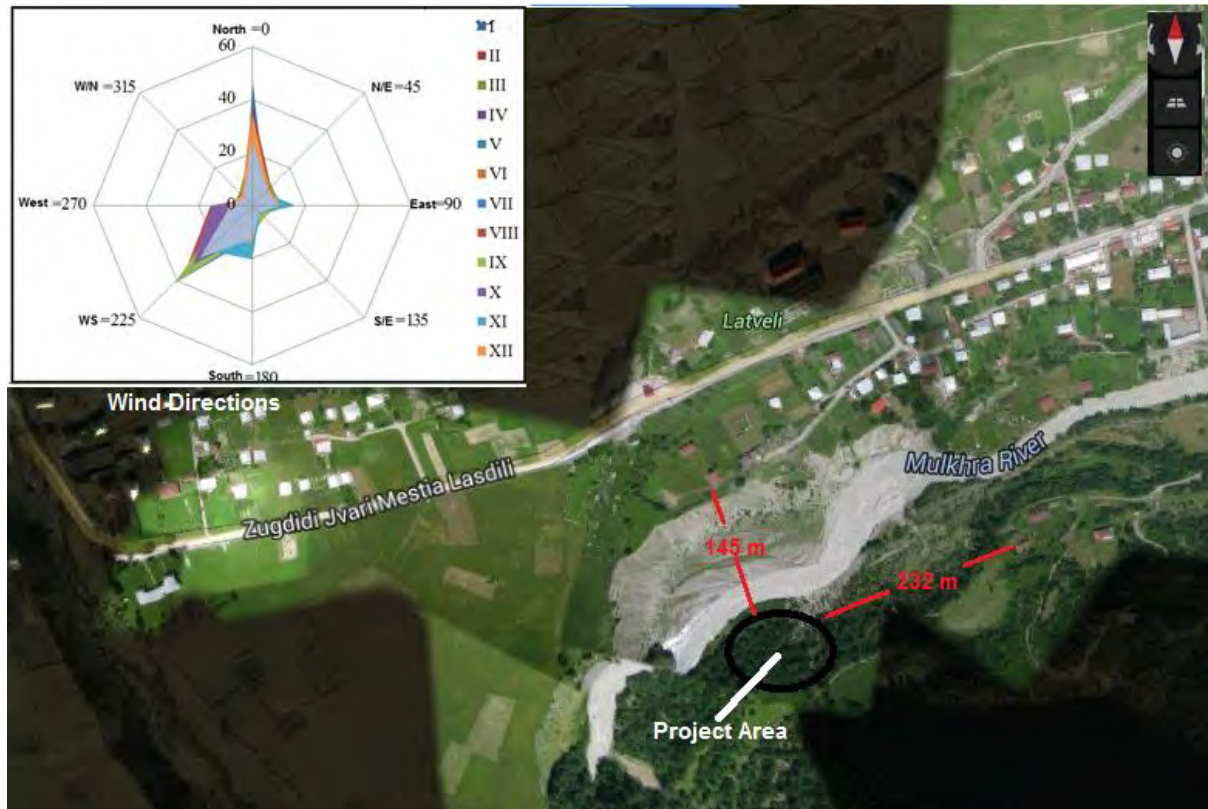 North =0
60
40
20
0
N/E =45
East =90
S/E =135
South =180
WS =225
West =270
W/N =315
I
II
III
IV
V
VI
VII
VIII
IX
X
XI
XII
Wind Directions
Latveli
Zugdidi Jvari Mestia Lasdili
Mulkhra River
145 m
232 m
Project Area